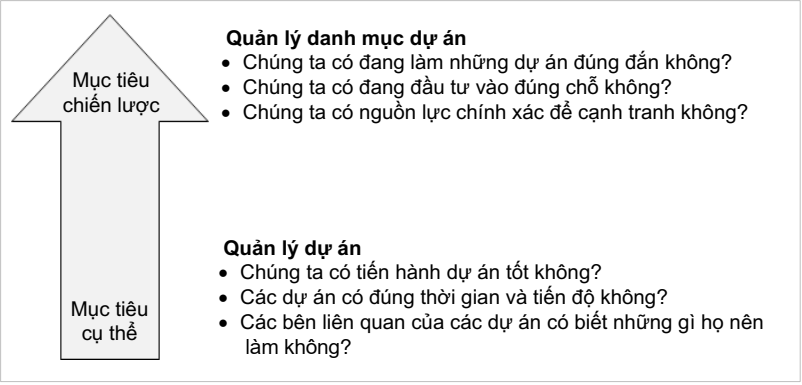 Mục tiêu
chiến lược
Quản lý danh mục dự án
• Chúng ta có đang làm những dự án đúng đắn không?
• Chúng ta có đang đầu tư vào đúng chỗ không?
• Chúng ta có nguồn lực chính xác để cạnh tranh không?
Mục tiêu
cụ thể
Quản lý dự án
• Chúng ta có tiến hành dự án tốt không?
• Các dự án có đúng thời gian và tiến độ không?
• Các bên liên quan của các dự án có biết những gì họ nên
làm không?